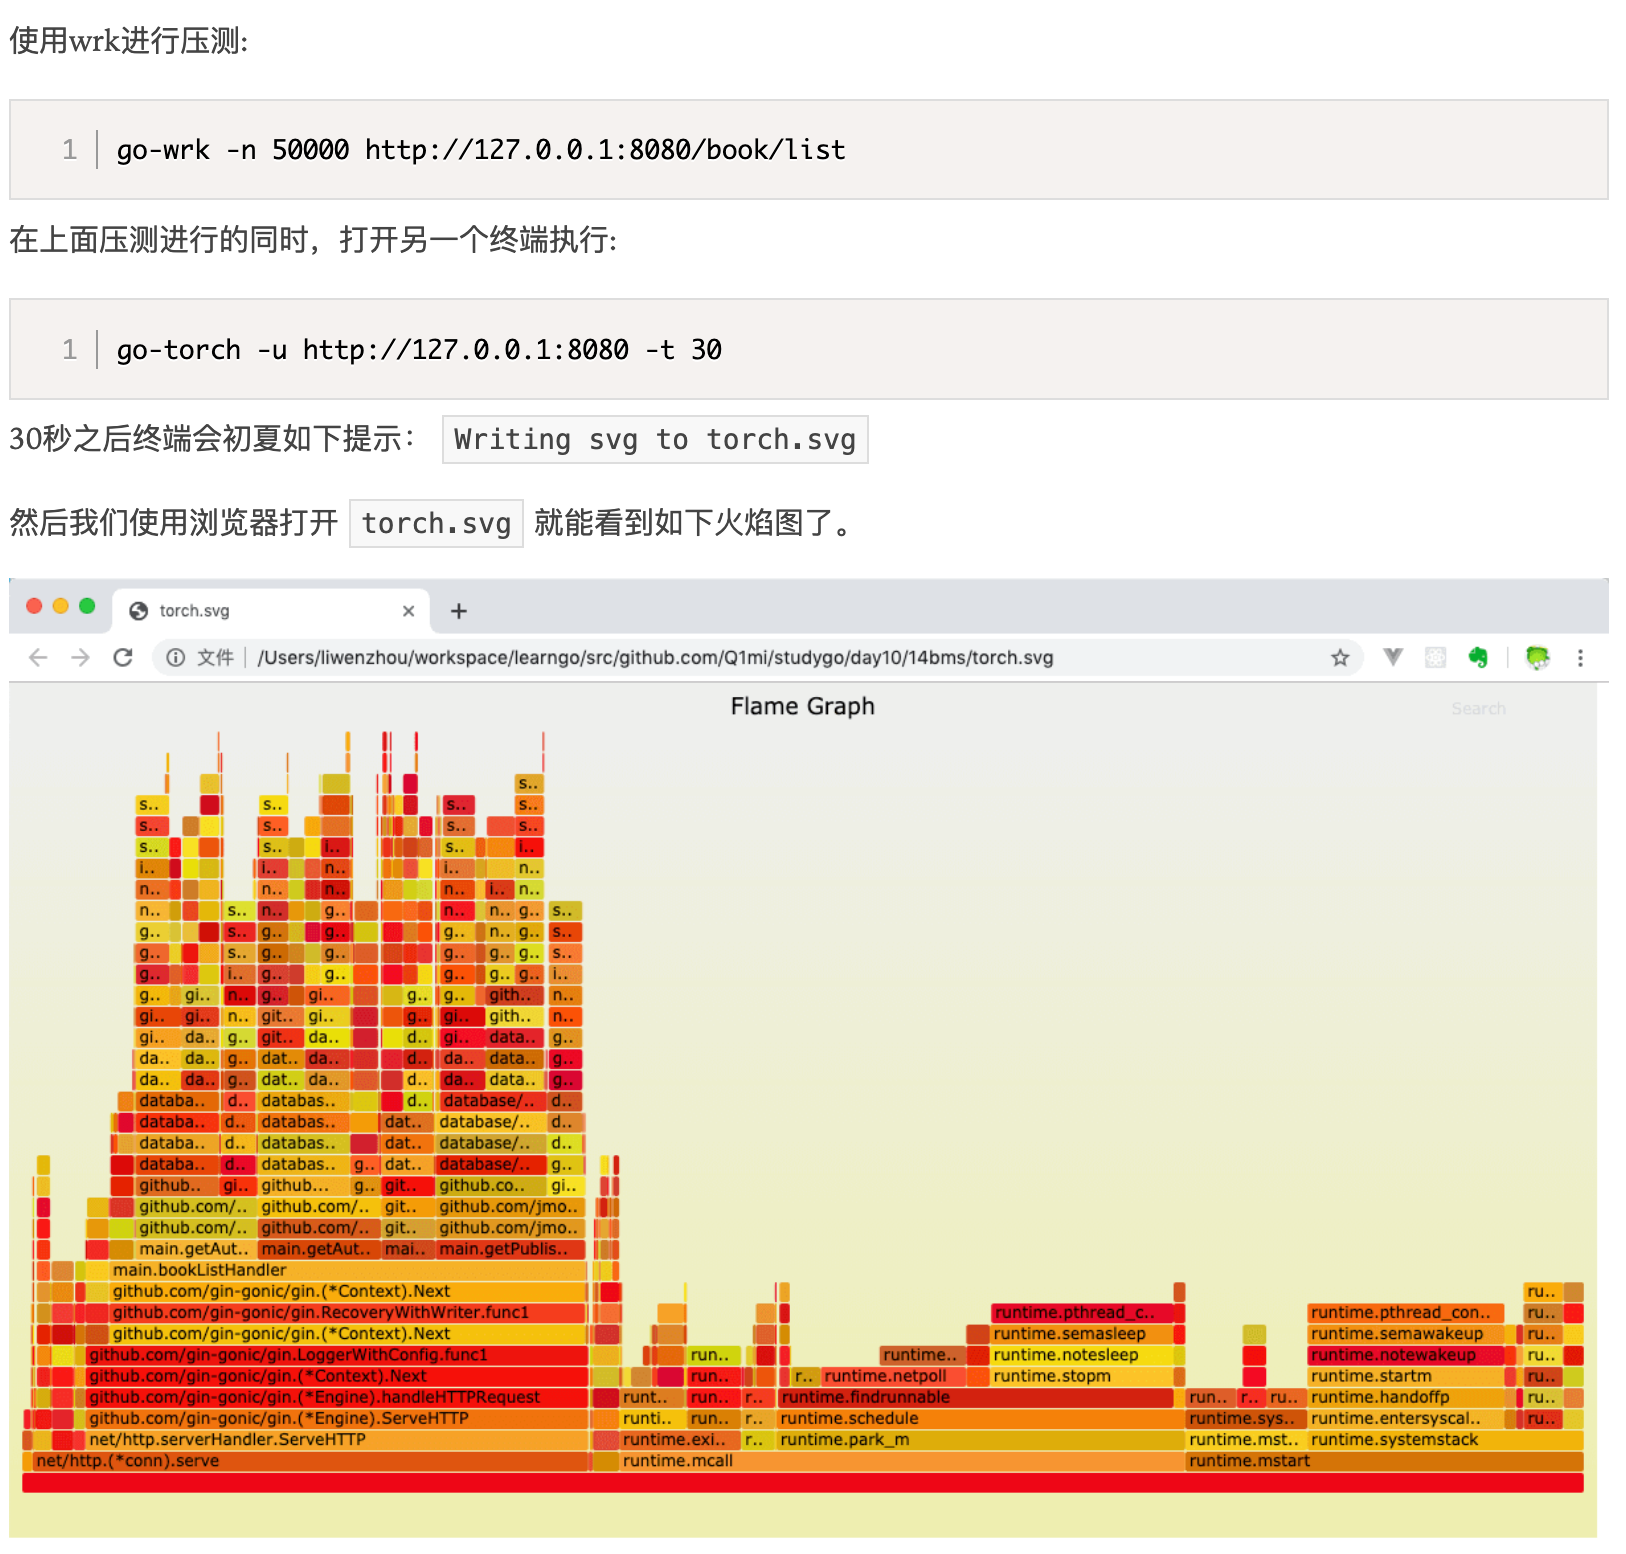 使用wrk进行压测:
1 go-wrk -n 50000 http://127.0.0.1:8080/book/list
在上面压测进行的同时，打开另一个终端执行:
1 go-torch -u http://127.0.0.1:8080 -t 30
30秒之后终端会初夏如下提示： Writing svg to torch.svg
然后我们使用浏览器打开 torch.svg 就能看到如下火焰图了。
torch.svg
文件 /Users/liwenzhou/workspace/learngo/src/github.com/Q1mi/studygo/day10/14bms/torch.svg
Flame Graph
Search
s..
s.. s.. s.. s..
s.. s.. s.. s..
s.. s.. i.. s.. i..
i.. i.. n.. i.. n..
n.. n.. n.. n.. i.. n..
n.. s.. n.. g.. n.. n.. g.. s..
g.. s.. g.. g.. g.. n.. g.. s..
g.. s.. g.. g.. g.. g.. g.. s..
g.. i.. g.. g.. g.. g.. g.. i..
g.. gi.. n.. g.. gi.. g.. g.. gith.. n..
gi.. gi.. n.. git.. gi.. g.. gi.. gith.. n..
gi.. da.. g.. git.. da.. d.. gi.. data.. g..
da.. da.. g.. dat.. da.. d.. da.. data.. g..
da.. da.. g.. dat.. da.. d.. da.. data.. g..
databa.. d.. databas.. d.. database/.. d..
databa.. d.. databas.. dat.. database/.. d..
databa.. d.. databas.. dat.. database/.. d..
databa.. d.. databas.. g.. dat.. database/.. g..
github.. gi.. github... g.. git.. github.co.. gi..
github.com/.. github.com/.. git.. github.com/jmo..
github.com/.. github.com/.. git.. github.com/jmo..
main.getAut.. main.getAut.. mai.. main.getPublis..
main.bookListHandler
github.com/gin-gonic/gin.(*Context).Next ru..
github.com/gin-gonic/gin.RecoveryWithWriter.func1 runtime.pthread_c.. runtime.pthread_con.. ru..
github.com/gin-gonic/gin.(*Context).Next runtime.semasleep runtime.semawakeup ru..
github.com/gin-gonic/gin.LoggerWithConfig.func1 run.. runtime.. runtime.notesleep runtime.notewakeup ru..
github.com/gin-gonic/gin.(*Context).Next run.. r.. r.. runtime.netpoll runtime.stopm runtime.startm ru..
github.com/gin-gonic/gin.(*Engine).handleHTTPRequest runt.. run.. r.. runtime.findrunnable run.. r.. ru.. runtime.handoffp ru..
github.com/gin-gonic/gin.(*Engine).ServeHTTP runti.. run.. r.. runtime.schedule runtime.sys.. runtime.entersyscal.. ru..
net/http.serverHandler.ServeHTTP runtime.exi.. r.. runtime.park_m runtime.mst.. runtime.systemstack
net/http.(*conn).serve runtime.mcall runtime.mstart